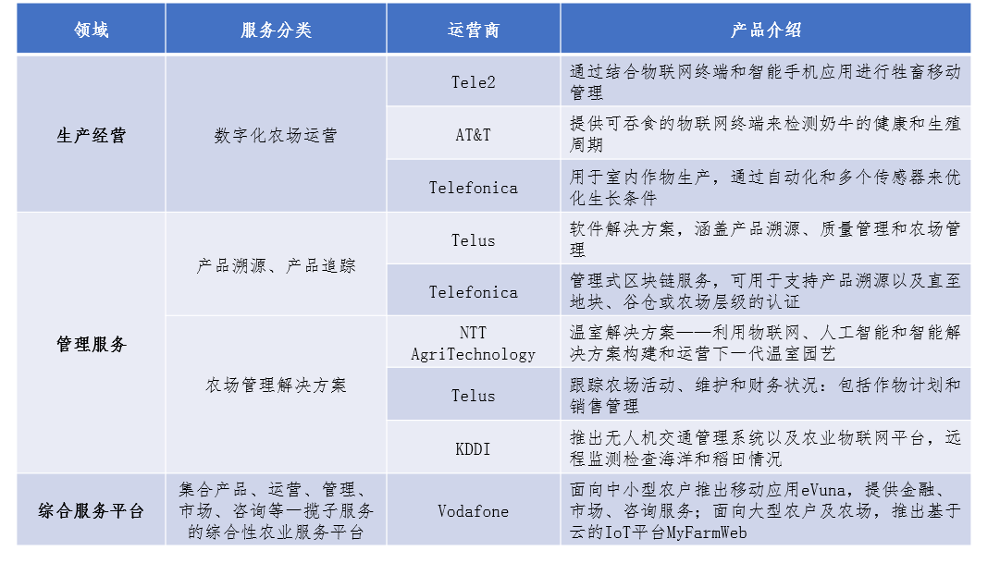 领域
服务分类
运营商
产品介绍
生产经营
数字化农场运营
Tele2
通过结合物联网终端和智能手机应用进行牲畜移动
管理
AT&T
提供可吞食的物联网终端来检测奶牛的健康和生殖
周期
Telefonica
用于室内作物生产，通过自动化和多个传感器来优
化生长条件
管理服务
产品溯源、产品追踪
Telus
软件解决方案，涵盖产品溯源、质量管理和农场管
理
Telefonica
管理式区块链服务，可用于支持产品溯源以及直至
地块、谷仓或农场层级的认证
农场管理解决方案
NTT
AgriTechnology
温室解决方案——利用物联网、人工智能和智能解
决方案构建和运营下一代温室园艺
Telus
跟踪农场活动、维护和财务状况：包括作物计划和
销售管理
KDDI
推出无人机交通管理系统以及农业物联网平台，远
程监测检查海洋和稻田情况
综合服务平台
集合产品、运营、管理、
市场、咨询等一揽子服务
的综合性农业服务平台
Vodafone
面向中小型农户推出移动应用eVuna，提供金融、
市场、咨询服务；面向大型农户及农场，推出基于
云的IoT平台MyFarmWeb